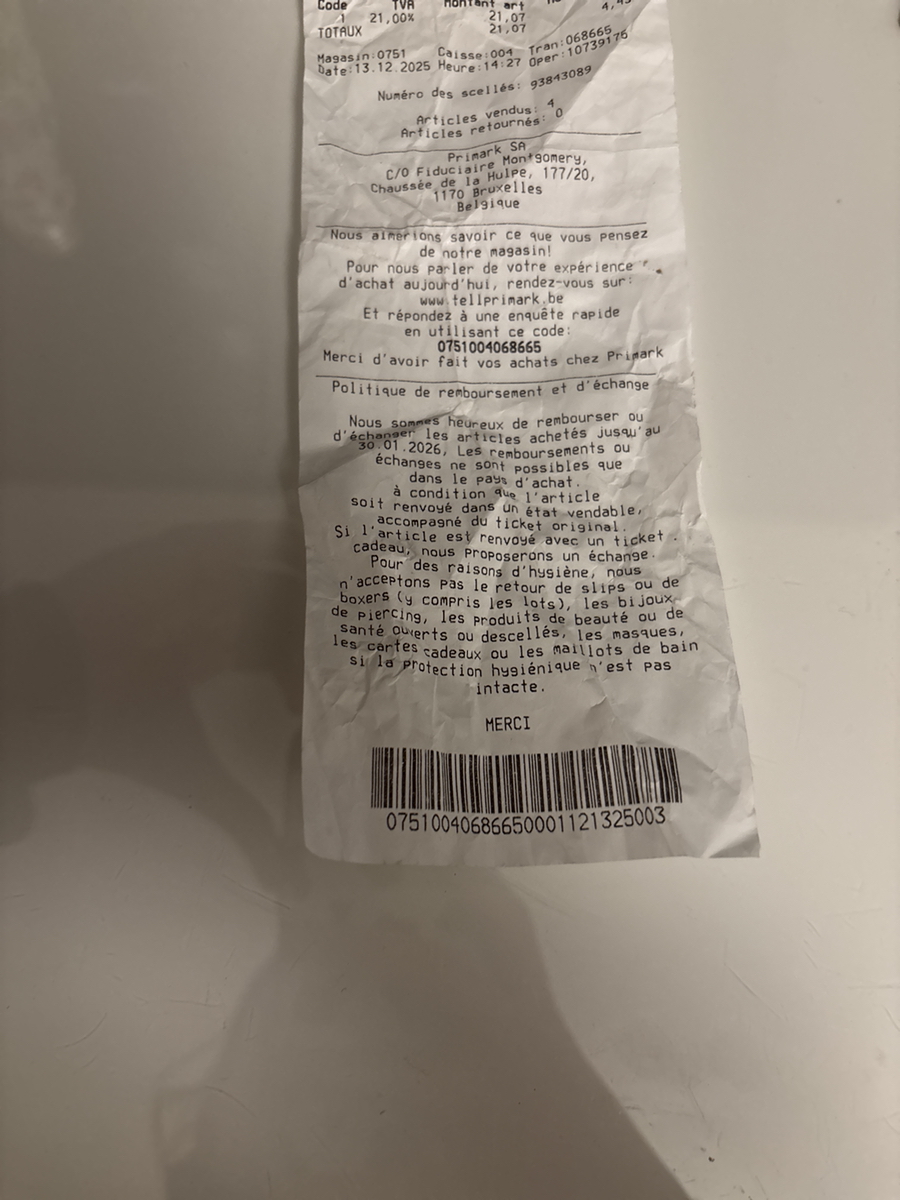 Code TVA Montant art
1 21,00% 21,07
TOTAUX 21,07
Magasin:0751 Caisse:004 Tran:068665
Date:13.12.2025 Heure:14:27 Oper:10739176
Numéro des scellés: 93843089
Articles vendus: 4
Articles retournés: 0
Primark SA
C/O Fiduciaire Montgomery,
Chaussée de la Hulpe, 177/20,
1170 Bruxelles
Belgique
Nous aimerions savoir ce que vous pensez
de notre magasin!
Pour nous parler de votre expérience
d'achat aujourd'hui, rendez-vous sur:
www.tellprimark.be
Et répondez à une enquête rapide
en utilisant ce code:
0751004068665
Merci d'avoir fait vos achats chez Primark
Politique de remboursement et d'échange
Nous sommes heureux de rembourser ou
d'échanger les articles achetés jusqu'au
30.01.2026, Les remboursements ou
échanges ne sont possibles que
dans le pays d'achat.
à condition que l'article
soit renvoyé dans un état vendable,
accompagné du ticket original.
Si l'article est renvoyé avec un ticket
cadeau, nous proposerons un échange.
Pour des raisons d'hygiène, nous
n'acceptons pas le retour de slips ou de
boxers (y compris les lots), les bijoux
de piercing, les produits de beauté ou de
santé ouverts ou descellés, les masques,
les cartes cadeaux ou les maillots de bain
si la protection hygiénique n'est pas
intacte.
MERCI
07510040686650001121325003